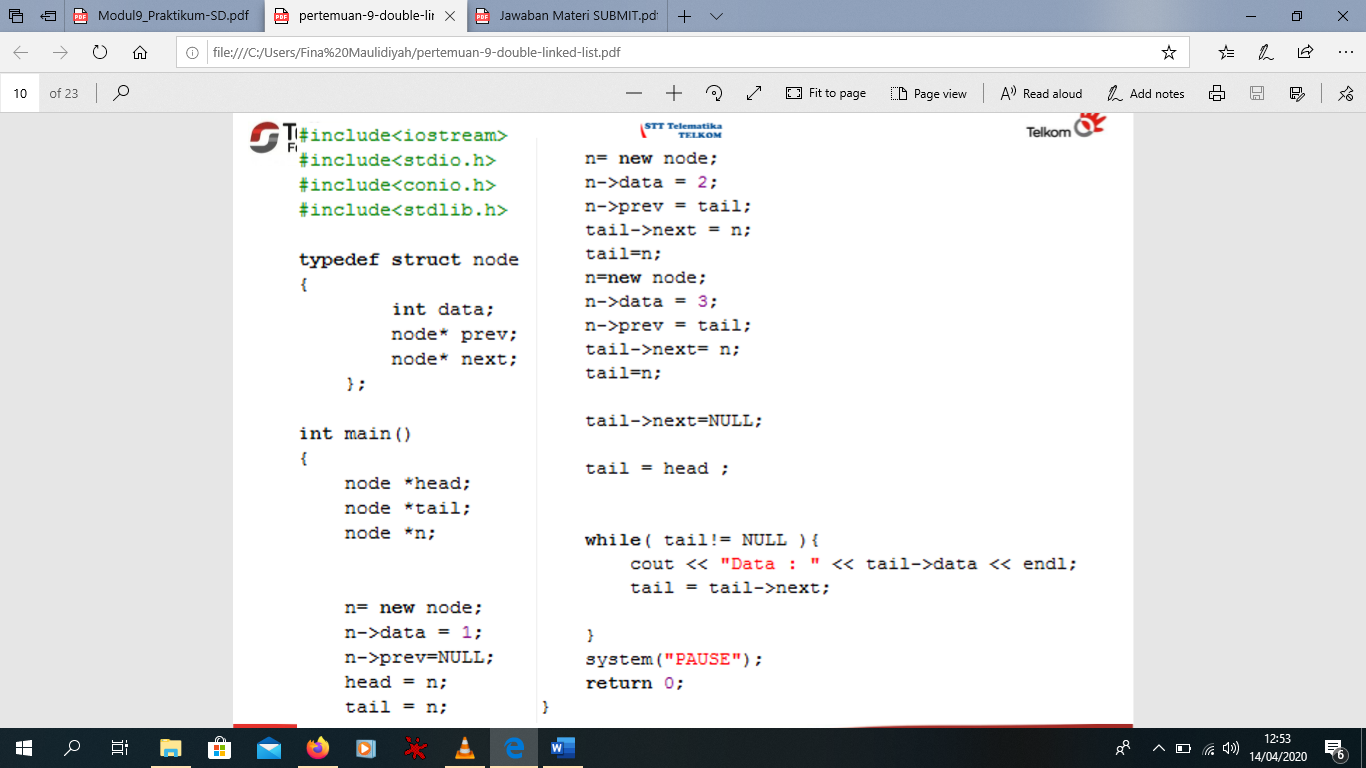 Modul9_Praktikum-SD.pdf
pertemuan-9-double-lin
Jawaban Materi SUBMIT.pdf
file:///C:/Users/Fina%20Maulidiyah/pertemuan-9-double-linked-list.pdf
10 of 23
Fit to page
Page view
Read aloud
Add notes
STT Telematika
TELKOM
Telkom
#include<iostream>
#include<stdio.h>
#include<conio.h>
#include<stdlib.h>
typedef struct node
{
int data;
node* prev;
node* next;
};
int main()
{
node *head;
node *tail;
node *n;
n= new node;
n->data = 1;
n->prev=NULL;
head = n;
tail = n;
n= new node;
n->data = 2;
n->prev = tail;
tail->next = n;
tail=n;
n=new node;
n->data = 3;
n->prev = tail;
tail->next= n;
tail=n;
tail->next=NULL;
tail = head ;
while( tail!= NULL ){
cout << "Data : " << tail->data << endl;
tail = tail->next;
}
system("PAUSE");
return 0;
}
12:53
14/04/2020
6